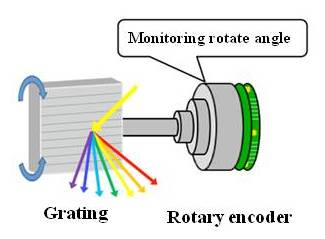 Monitoring rotate angle
Grating
Rotary encoder